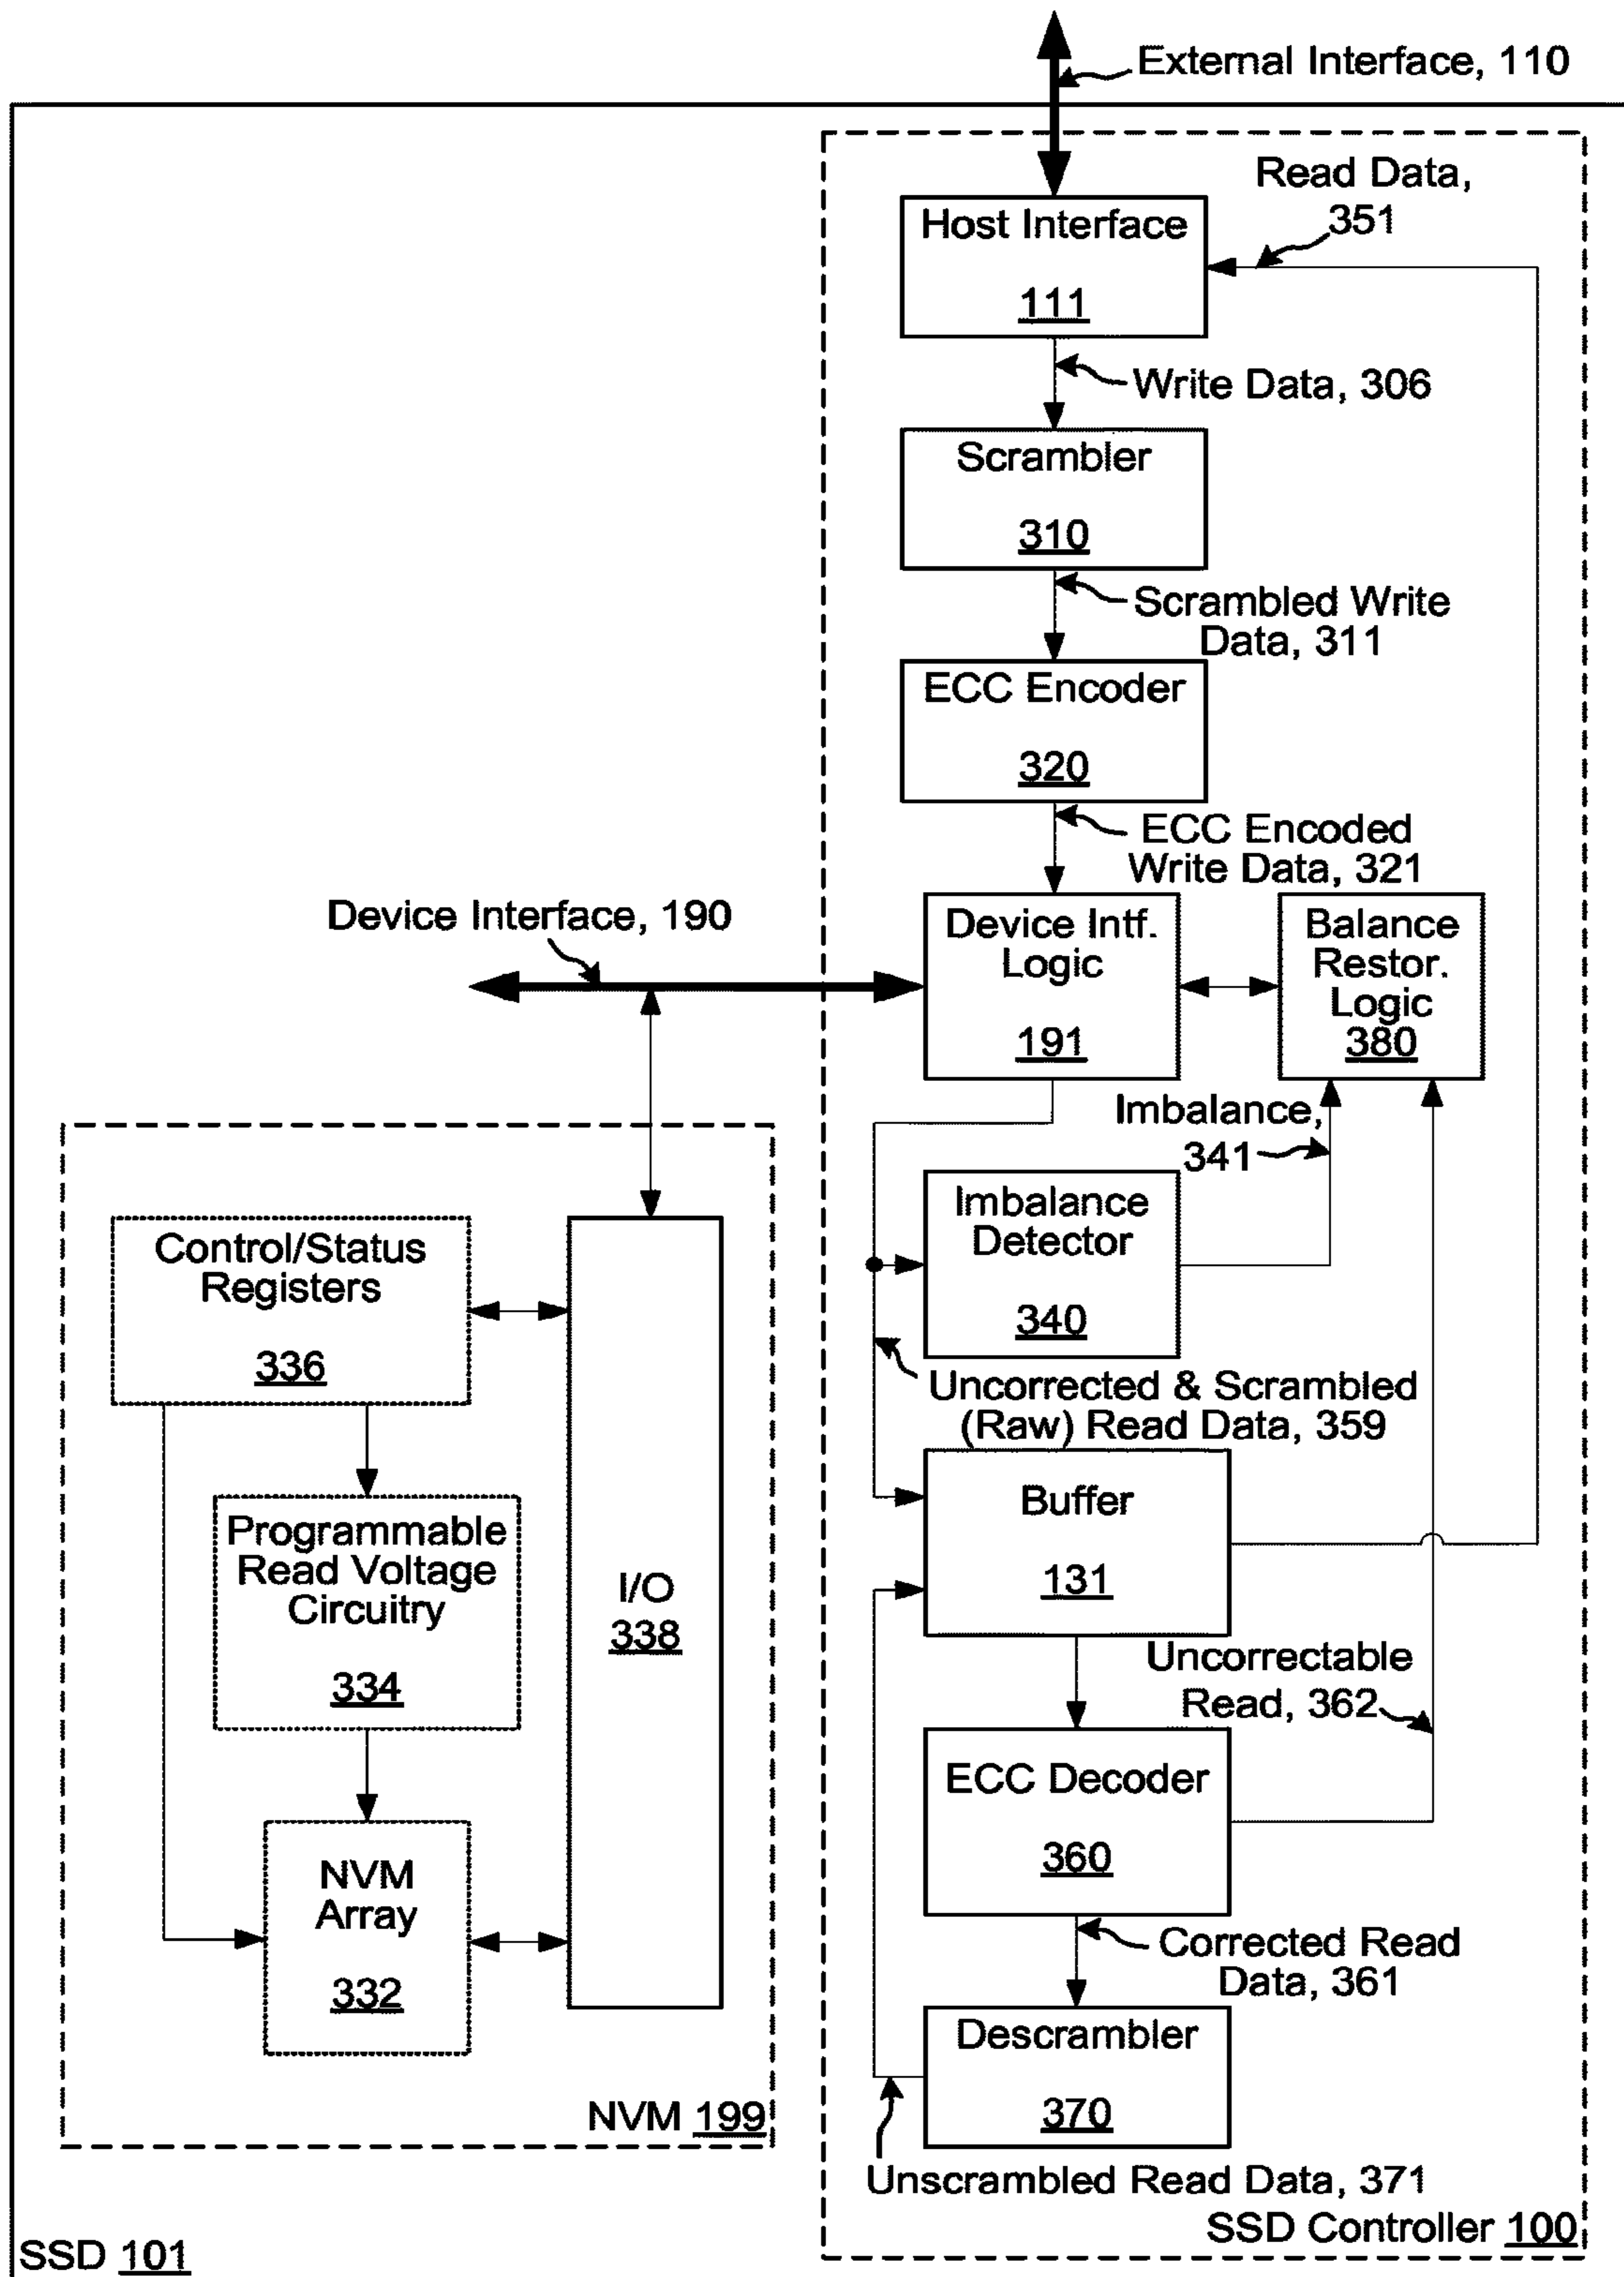 External Interface, 110
Read Data,
351
Host Interface
111
Write Data, 306
Scrambler
310
Scrambled Write
Data, 311
ECC Encoder
320
ECC Encoded
Write Data, 321
Device Interface, 190
Device Intf.
Logic
191
Balance
Restor.
Logic
380
Imbalance,
341
Imbalance
Detector
340
Control/Status
Registers
336
Uncorrected & Scrambled
(Raw) Read Data, 359
Programmable
Read Voltage
Circuitry
334
I/O
338
Buffer
131
Uncorrectable
Read, 362
ECC Decoder
360
NVM
Array
332
Corrected Read
Data, 361
Descrambler
370
NVM 199
Unscrambled Read Data, 371
SSD Controller 100
SSD 101